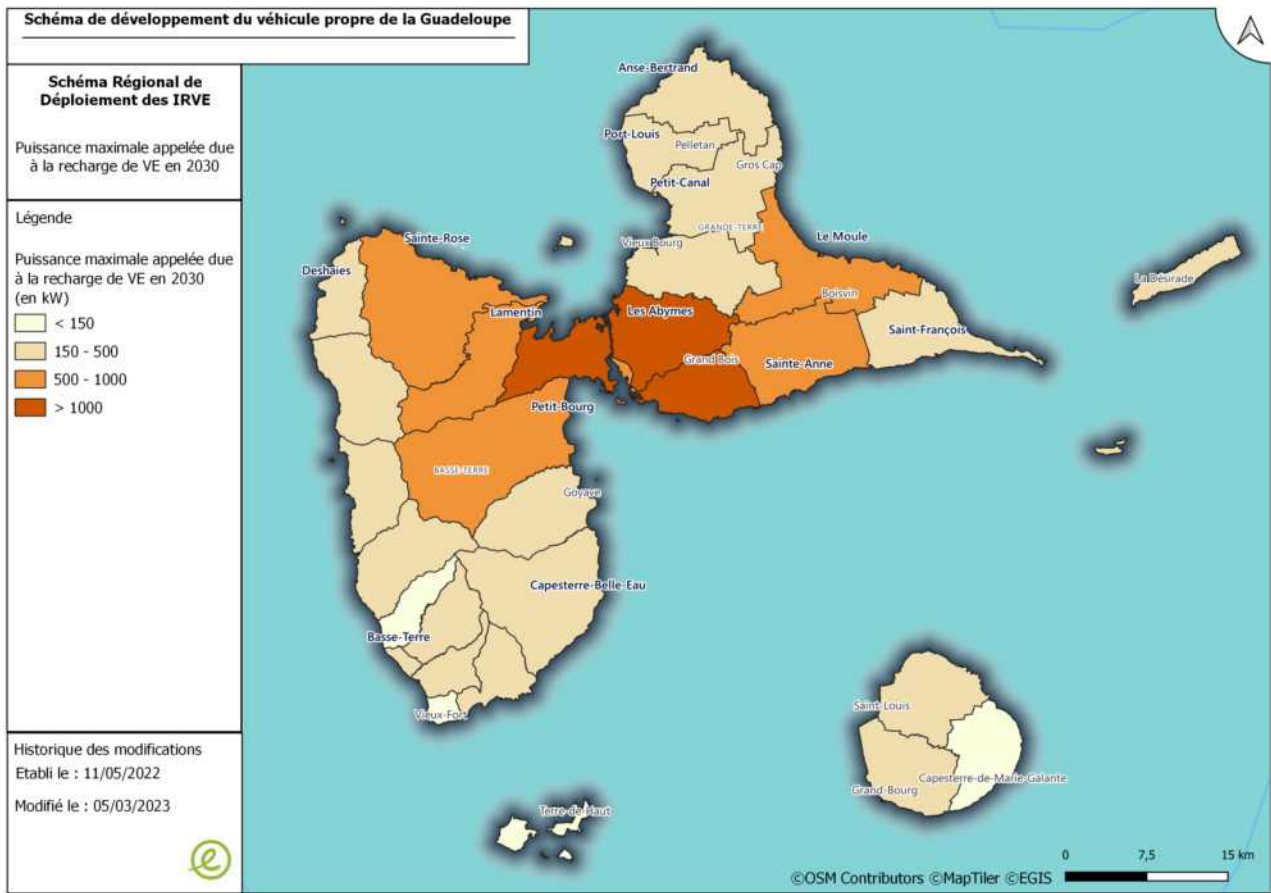 Schéma de développement du véhicule propre de la Guadeloupe
Schéma Régional de
Déploiement des IRVE
Puissance maximale appelée due
à la recharge de VE en 2030
Légende
Puissance maximale appelée due
à la recharge de VE en 2030
(en kW)
< 150
150 - 500
500 - 1000
> 1000
Historique des modifications
Etabli le : 11/05/2022
Modifié le : 05/03/2023
Anse-Bertrand
Port-Louis
Pelletan
Gros Cap
Petit-Canal
GRANDE-TERRE
Le Moule
Sainte-Rose
Vieux Bourg
Deshaies
La Désirade
Boisvin
Lamentin
Les Abymes
Saint-François
Grand Bois
Sainte-Anne
Petit-Bourg
BASSE-TERRE
Goyave
Capesterre-Belle-Eau
Basse-Terre
Vieux-Fort
Saint-Louis
Capesterre-de-Marie-Galante
Grand-Bourg
Terre-de-Haut
0 7,5 15 km
©OSM Contributors ©MapTiler ©EGIS